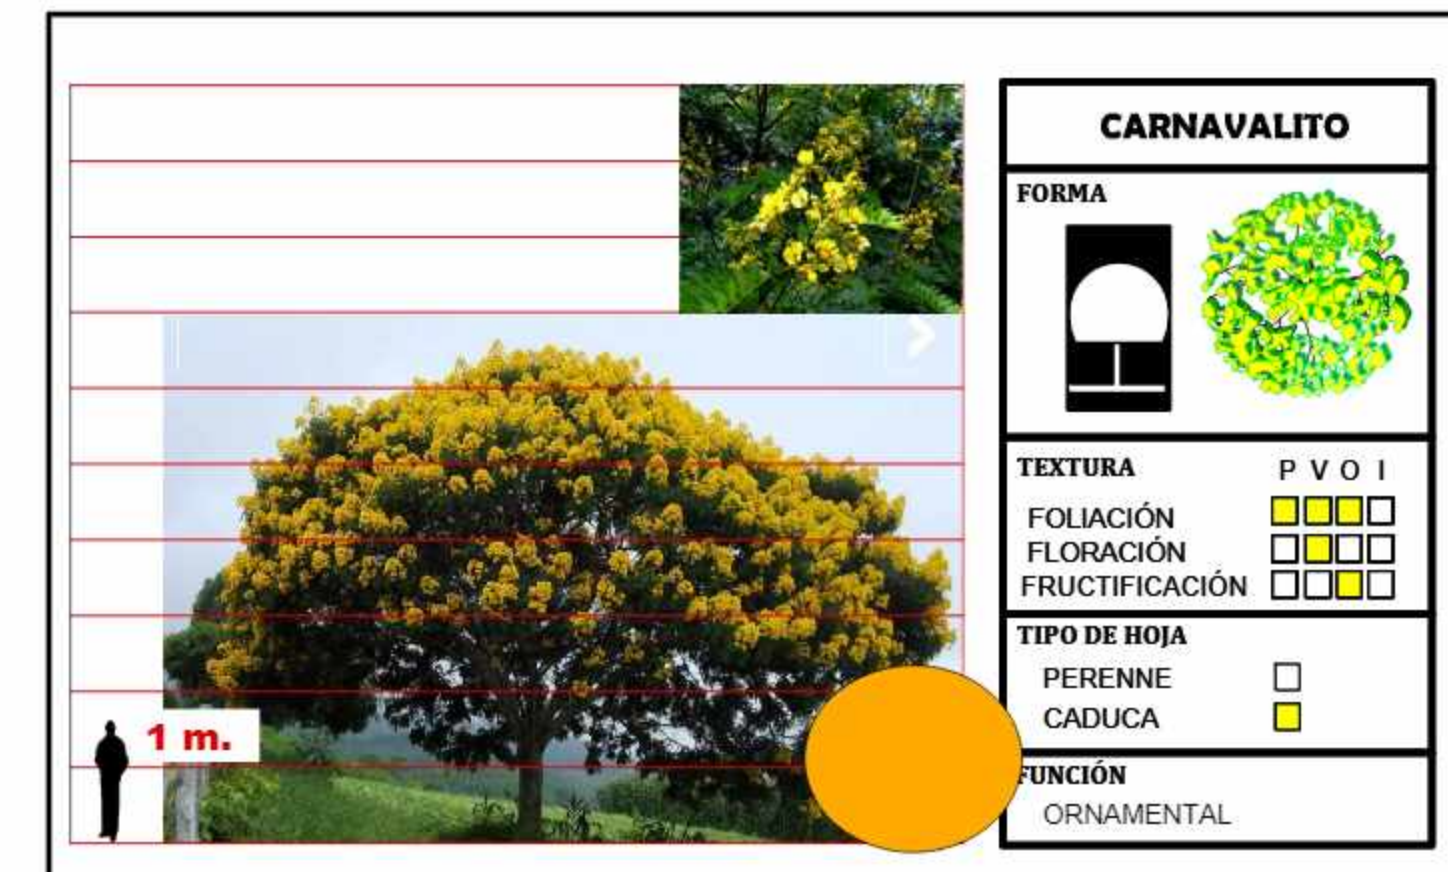 CARNAVALITO
FORMA
TEXTURA P V O I
FOLIACIÓN
FLORACIÓN
FRUCTIFICACIÓN
TIPO DE HOJA
PERENNE
CADUCA
FUNCIÓN
ORNAMENTAL
1 m.